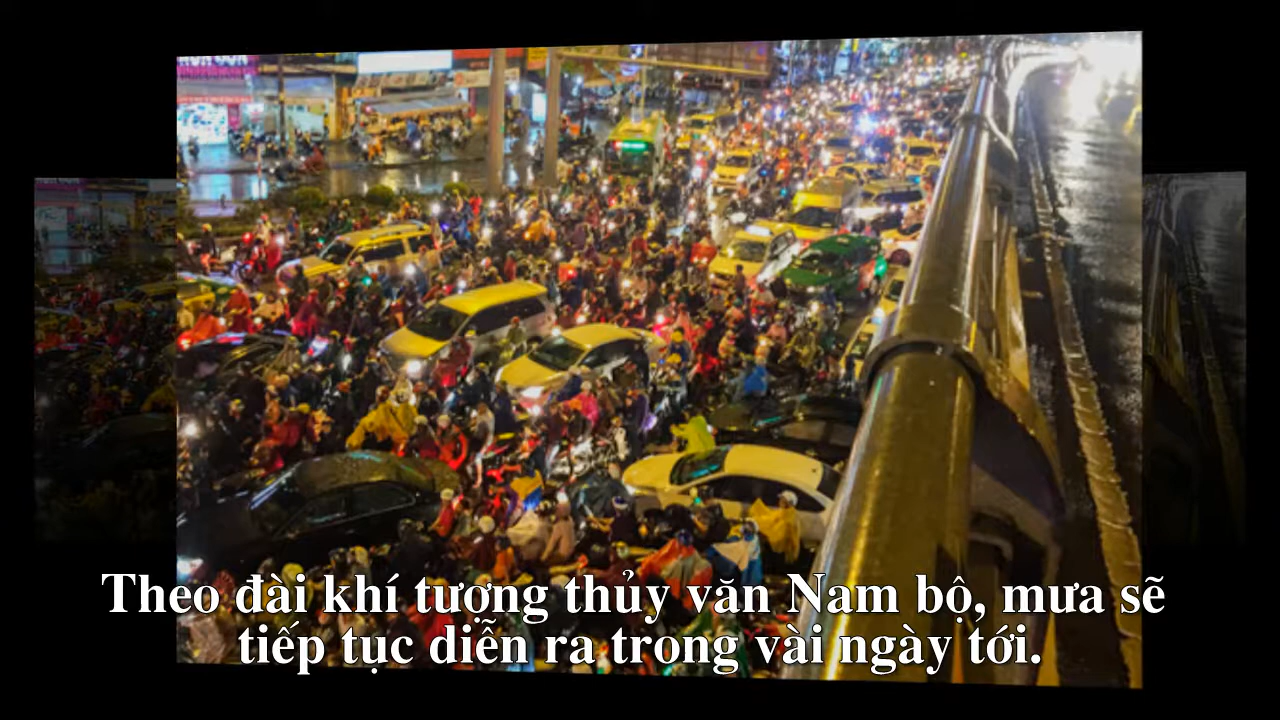 Theo đài khí tượng thủy văn Nam bộ, mưa sẽ
tiếp tục diễn ra trong vài ngày tới.